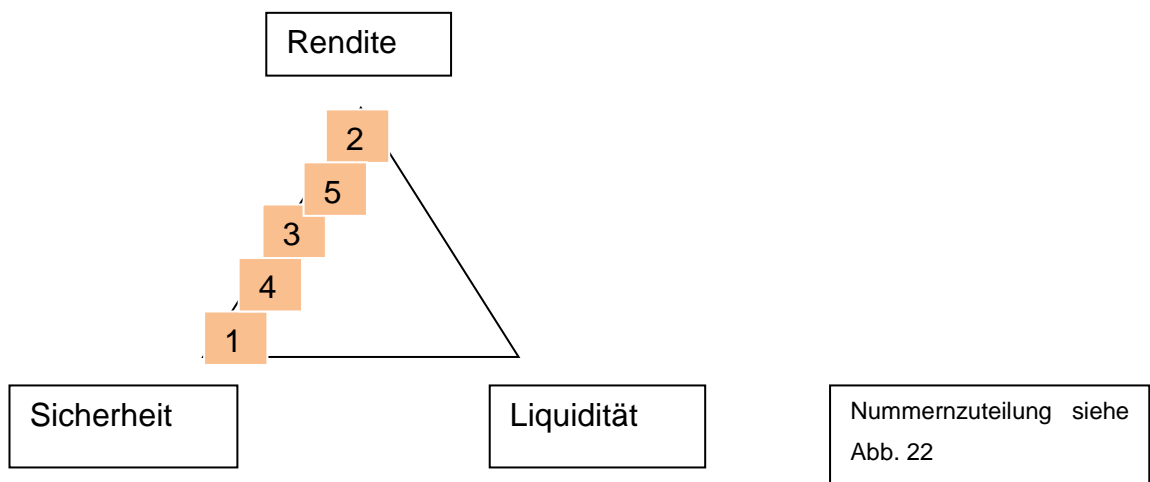 Rendite
2
5
3
4
1
Sicherheit
Liquidität
Nummernzuteilung siehe
Abb. 22